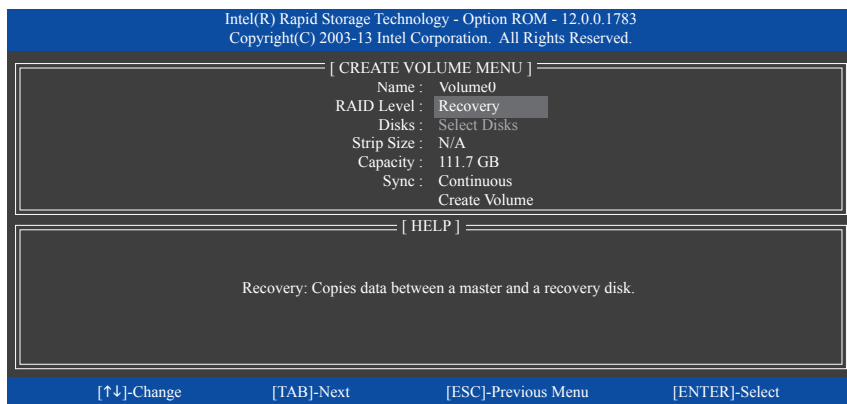 Intel(R) Rapid Storage Technology - Option ROM - 12.0.0.1783
Copyright(C) 2003-13 Intel Corporation. All Rights Reserved.
[ CREATE VOLUME MENU ]
Name : Volume0
RAID Level : Recovery
Disks : Select Disks
Strip Size : N/A
Capacity : 111.7 GB
Sync : Continuous
Create Volume
[ HELP ]
Recovery: Copies data between a master and a recovery disk.
[↑↓]-Change [TAB]-Next [ESC]-Previous Menu [ENTER]-Select